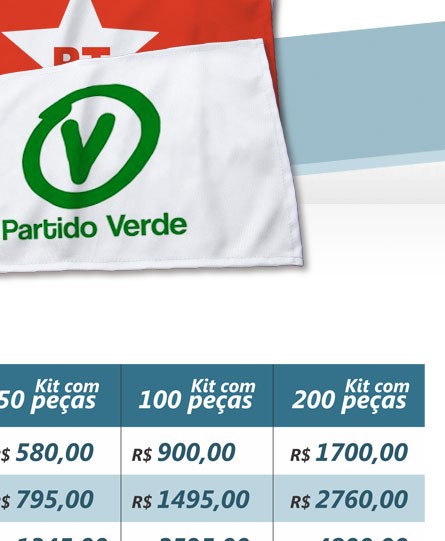 PT
V
Partido Verde
Kit com
50 peças
Kit com
100 peças
Kit com
200 peças
R$ 580,00
R$ 900,00
R$ 1700,00
R$ 795,00
R$ 1495,00
R$ 2760,00